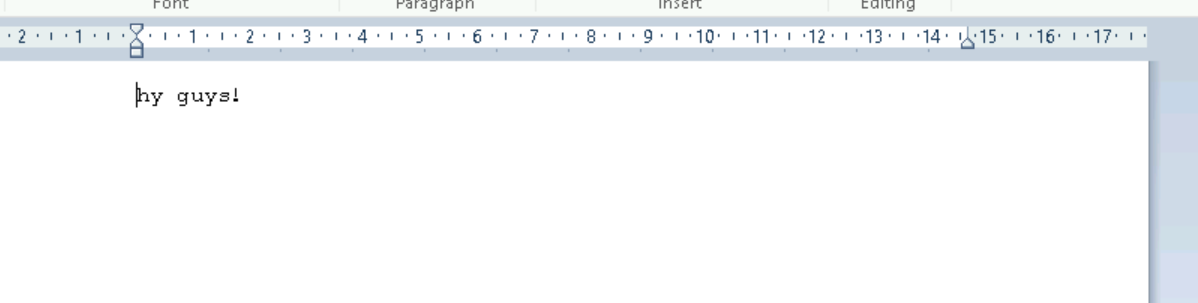 Font Paragraph Insert Editing
2 1 1 2 3 4 5 6 7 8 9 10 11 12 13 14 15 16 17
hy guys!